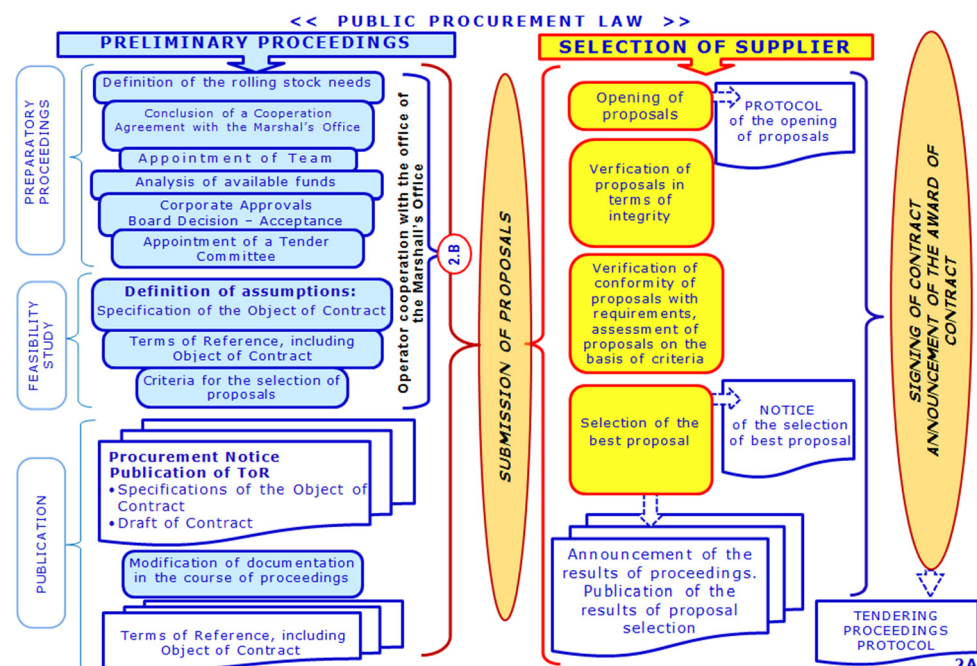 << PUBLIC PROCUREMENT LAW >>
PRELIMINARY PROCEEDINGS
PREPARATORY
PROCEEDINGS
Definition of the rolling stock needs
Conclusion of a Cooperation
Agreement with the Marshal's Office
Appointment of Team
Analysis of available funds
Corporate Approvals
Board Decision – Acceptance
Appointment of a Tender
Committee
FEASIBILITY
STUDY
Definition of assumptions:
Specification of the Object of Contract
Terms of Reference, including
Object of Contract
Criteria for the selection of
proposals
Operator cooperation with the office of
the Marshall's Office
2.B
PUBLICATION
Procurement Notice
Publication of ToR
•Specifications of the Object of
Contract
•Draft of Contract
Modification of documentation
in the course of proceedings
Terms of Reference, including
Object of Contract
SUBMISSION OF PROPOSALS
SELECTION OF SUPPLIER
Opening of
proposals
PROTOCOL
of the opening
of proposals
Verfication of
proposals in
terms of
integrity
Verification of
conformity of
proposals with
requirements,
assessment of
proposals on the
basis of criteria
Selection of the
best proposal
NOTICE
of the selection
of best proposal
Announcement of the
results of proceedings.
Publication of the
results of proposal
selection
SIGNING OF CONTRACT
ANNOUNCEMENT OF THE AWARD OF
CONTRACT
TENDERING
PROCEEDINGS
PROTOCOL